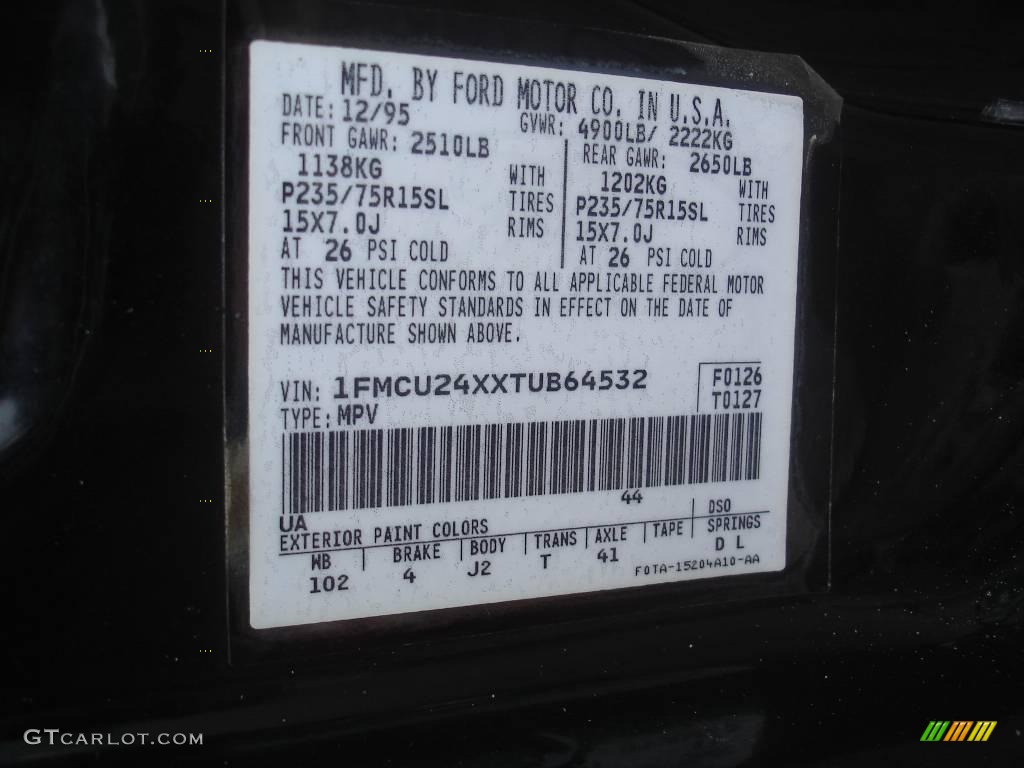 MFD. BY FORD MOTOR CO. IN U.S.A.
DATE: 12/95 GVWR: 4900LB/ 2222KG
FRONT GAWR: 2510LB REAR GAWR: 2650LB
1138KG WITH 1202KG WITH
P235/75R15SL TIRES P235/75R15SL TIRES
15X7.0J RIMS 15X7.0J RIMS
AT 26 PSI COLD AT 26 PSI COLD
THIS VEHICLE CONFORMS TO ALL APPLICABLE FEDERAL MOTOR
VEHICLE SAFETY STANDARDS IN EFFECT ON THE DATE OF
MANUFACTURE SHOWN ABOVE.
VIN: 1FMCU24XXTUB64532 F0126
TYPE: MPV T0127
44
UA DSO
EXTERIOR PAINT COLORS
WB BRAKE BODY TRANS AXLE TAPE SPRINGS
102 4 J2 T 41 D L
F0TA-15204A10-AA
GTCARLOT.COM